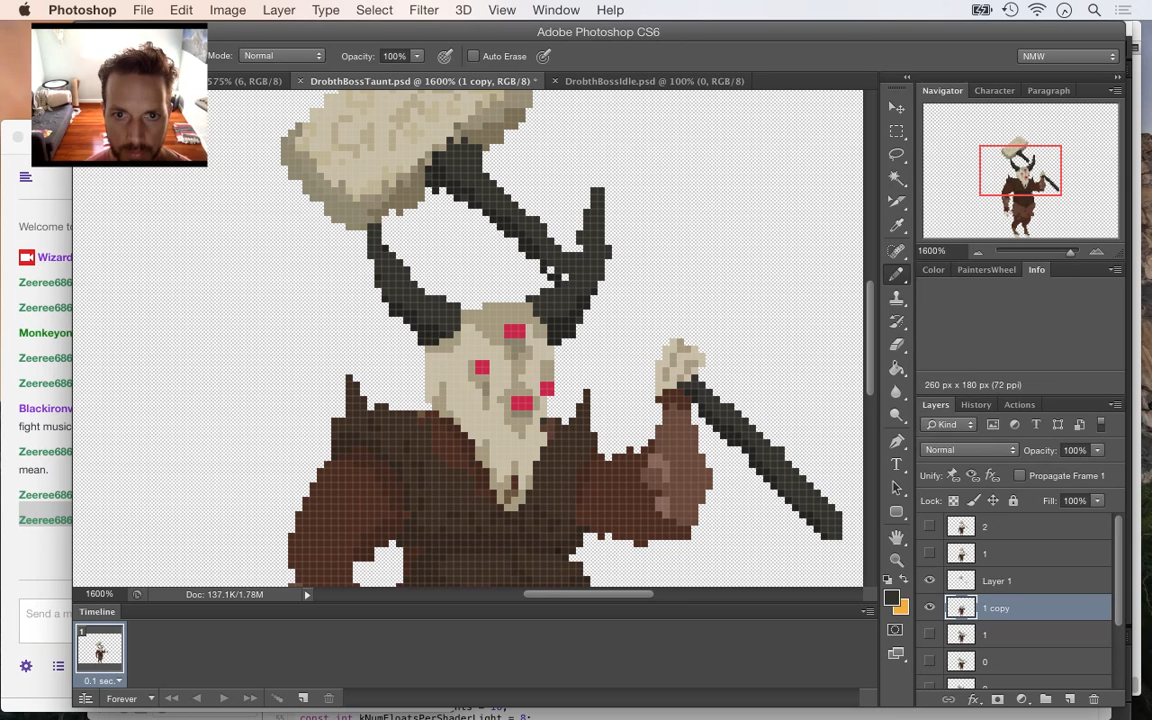 Photoshop File Edit Image Layer Type Select Filter 3D View Window Help
Adobe Photoshop CS6
Mode: Normal Opacity: 100% Auto Erase NMW
575% (6, RGB/8) × DrobthBossTaunt.psd @ 1600% (1 copy, RGB/8) * × DrobthBossIdle.psd @ 100% (0, RGB/8)
Navigator Character Paragraph
1600%
Color PaintersWheel Info
260 px x 180 px (72 ppi)
Layers History Actions
Kind
Normal Opacity: 100%
Unify: Propagate Frame 1
Lock: Fill: 100%
2
1
Layer 1
1 copy
1
0
Welcome to
Wizard
Zeeree686
Zeeree686
Monkeyon
Zeeree686
Zeeree686
Blackironv
fight music
Zeeree686
mean.
Zeeree686
Zeeree686
Send a m
1600% Doc: 137.1K/1.78M
Timeline
1
0.1 sec.
Forever
const int kNumFloatsPerShaderLight = 8;